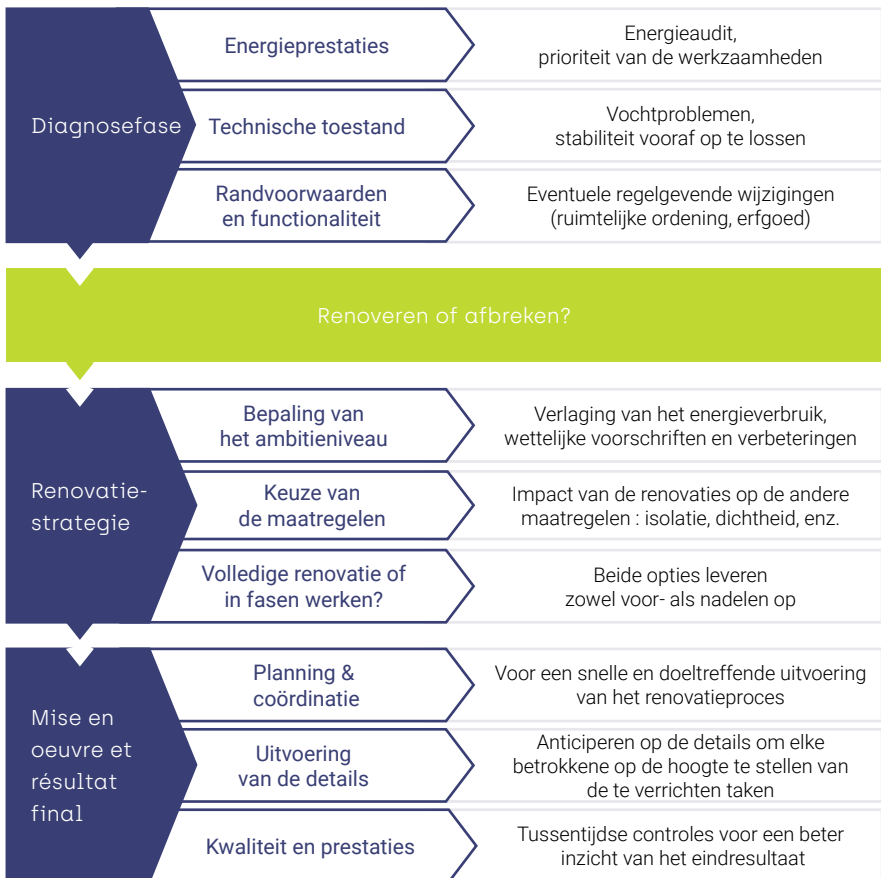 Diagnosefase
Energieprestaties
Energieaudit,
prioriteit van de werkzaamheden
Technische toestand
Vochtproblemen,
stabiliteit vooraf op te lossen
Randvoorwaarden
en functionaliteit
Eventuele regelgevende wijzigingen
(ruimtelijke ordening, erfgoed)
Renoveren of afbreken?
Renovatie-
strategie
Bepaling van
het ambitieniveau
Verlaging van het energieverbruik,
wettelijke voorschriften en verbeteringen
Keuze van
de maatregelen
Impact van de renovaties op de andere
maatregelen : isolatie, dichtheid, enz.
Volledige renovatie of
in fasen werken?
Beide opties leveren
zowel voor- als nadelen op
Mise en
oeuvre et
résultat
final
Planning &
coördinatie
Voor een snelle en doeltreffende uitvoering
van het renovatieproces
Uitvoering
van de details
Anticiperen op de details om elke
betrokkene op de hoogte te stellen van
de te verrichten taken
Kwaliteit en prestaties
Tussentijdse controles voor een beter
inzicht van het eindresultaat